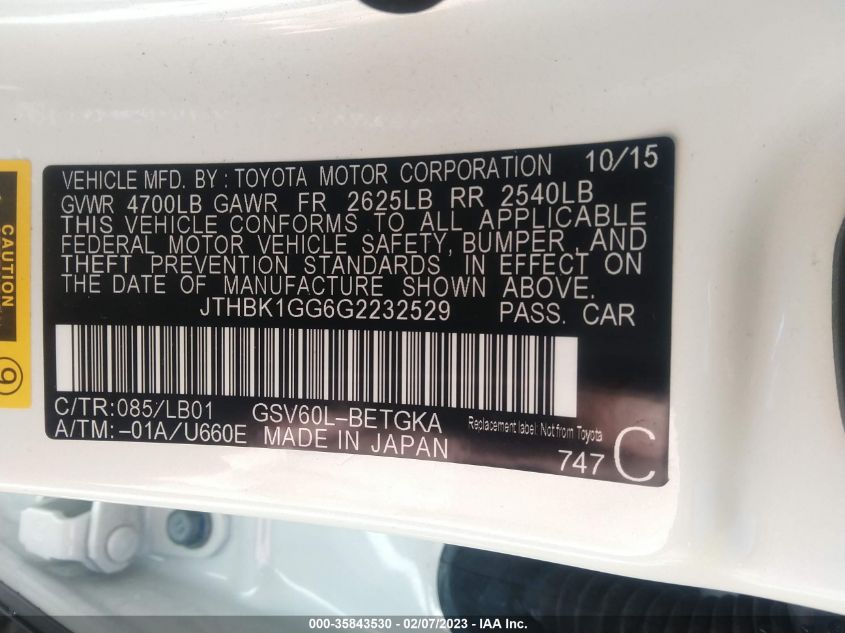 VEHICLE MFD. BY : TOYOTA MOTOR CORPORATION 10/15
GVWR 4700LB GAWR FR 2625LB RR 2540LB
THIS VEHICLE CONFORMS TO ALL APPLICABLE
FEDERAL MOTOR VEHICLE SAFETY, BUMPER, AND
THEFT PREVENTION STANDARDS IN EFFECT ON
THE DATE OF MANUFACTURE SHOWN ABOVE.
JTHBK1GG6G2232529 PASS. CAR
C/TR: 085/LB01 GSV60L-BETGKA Replacement label: Not from Toyota
A/TM: -01A/U660E MADE IN JAPAN 747 C
CAUTION
9
000-35843530 - 02/07/2023 - IAA Inc.